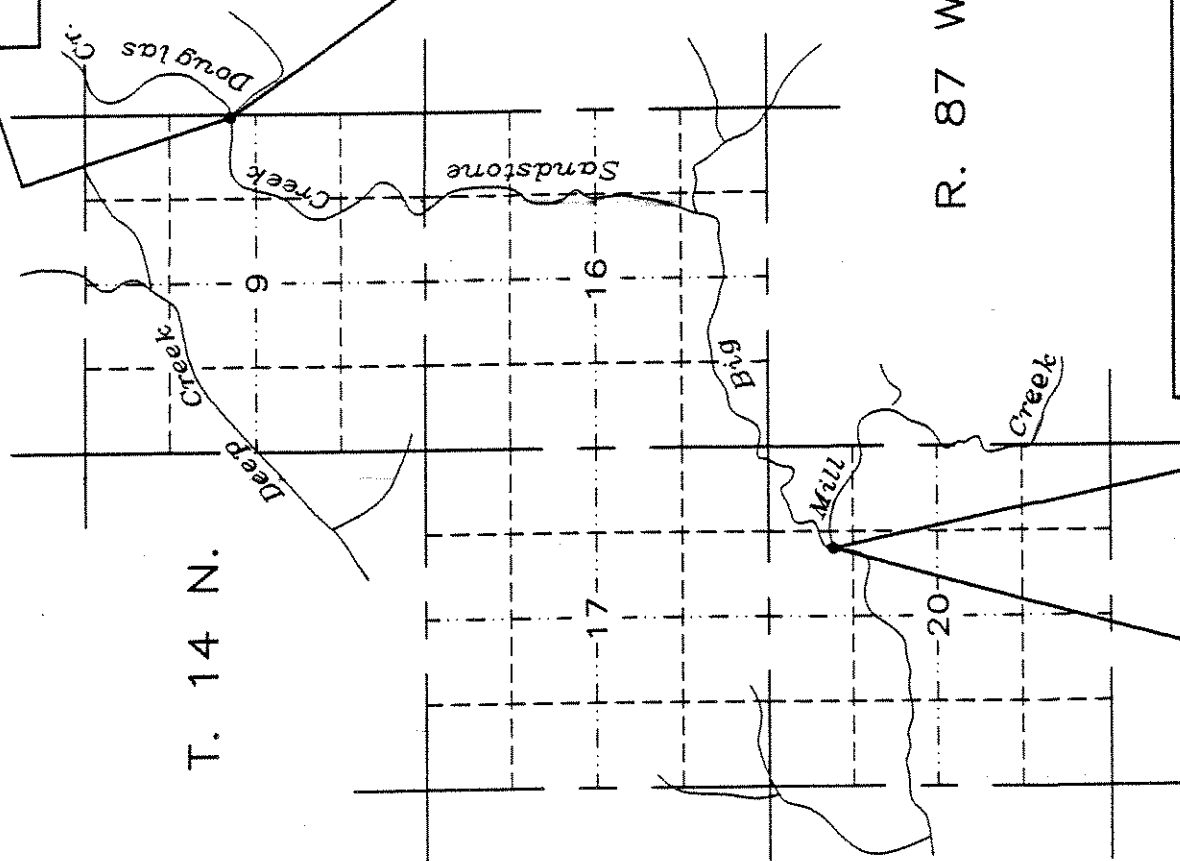 Douglas Cr.
Creek
Sandstone
9
16
Creek
Deep
Big
T. 14 N.
R. 87 W
17
20
Mill
Creek